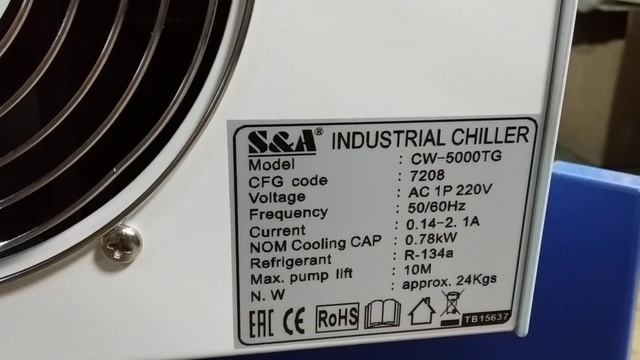 S&A® INDUSTRIAL CHILLER
Model : CW-5000TG
CFG code : 7208
Voltage : AC 1P 220V
Frequency : 50/60Hz
Current : 0.14-2. 1A
NOM Cooling CAP : 0.78kW
Refrigerant : R-134a
Max. pump lift : 10M
N. W : approx. 24Kgs
EAC CE RoHS
TB15637